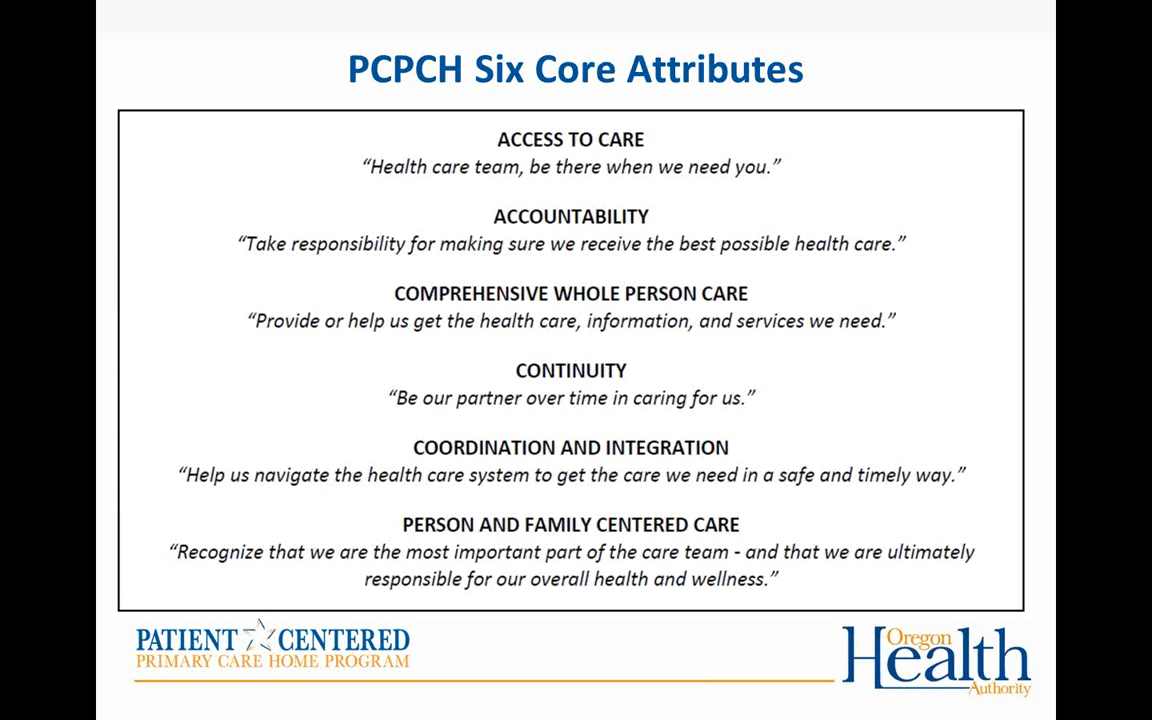 PCPCH Six Core Attributes
ACCESS TO CARE
“Health care team, be there when we need you.”
ACCOUNTABILITY
“Take responsibility for making sure we receive the best possible health care.”
COMPREHENSIVE WHOLE PERSON CARE
“Provide or help us get the health care, information, and services we need.”
CONTINUITY
“Be our partner over time in caring for us.”
COORDINATION AND INTEGRATION
“Help us navigate the health care system to get the care we need in a safe and timely way.”
PERSON AND FAMILY CENTERED CARE
“Recognize that we are the most important part of the care team - and that we are ultimately
responsible for our overall health and wellness.”
PATIENT CENTERED
PRIMARY CARE HOME PROGRAM
Oregon
Health
Authority